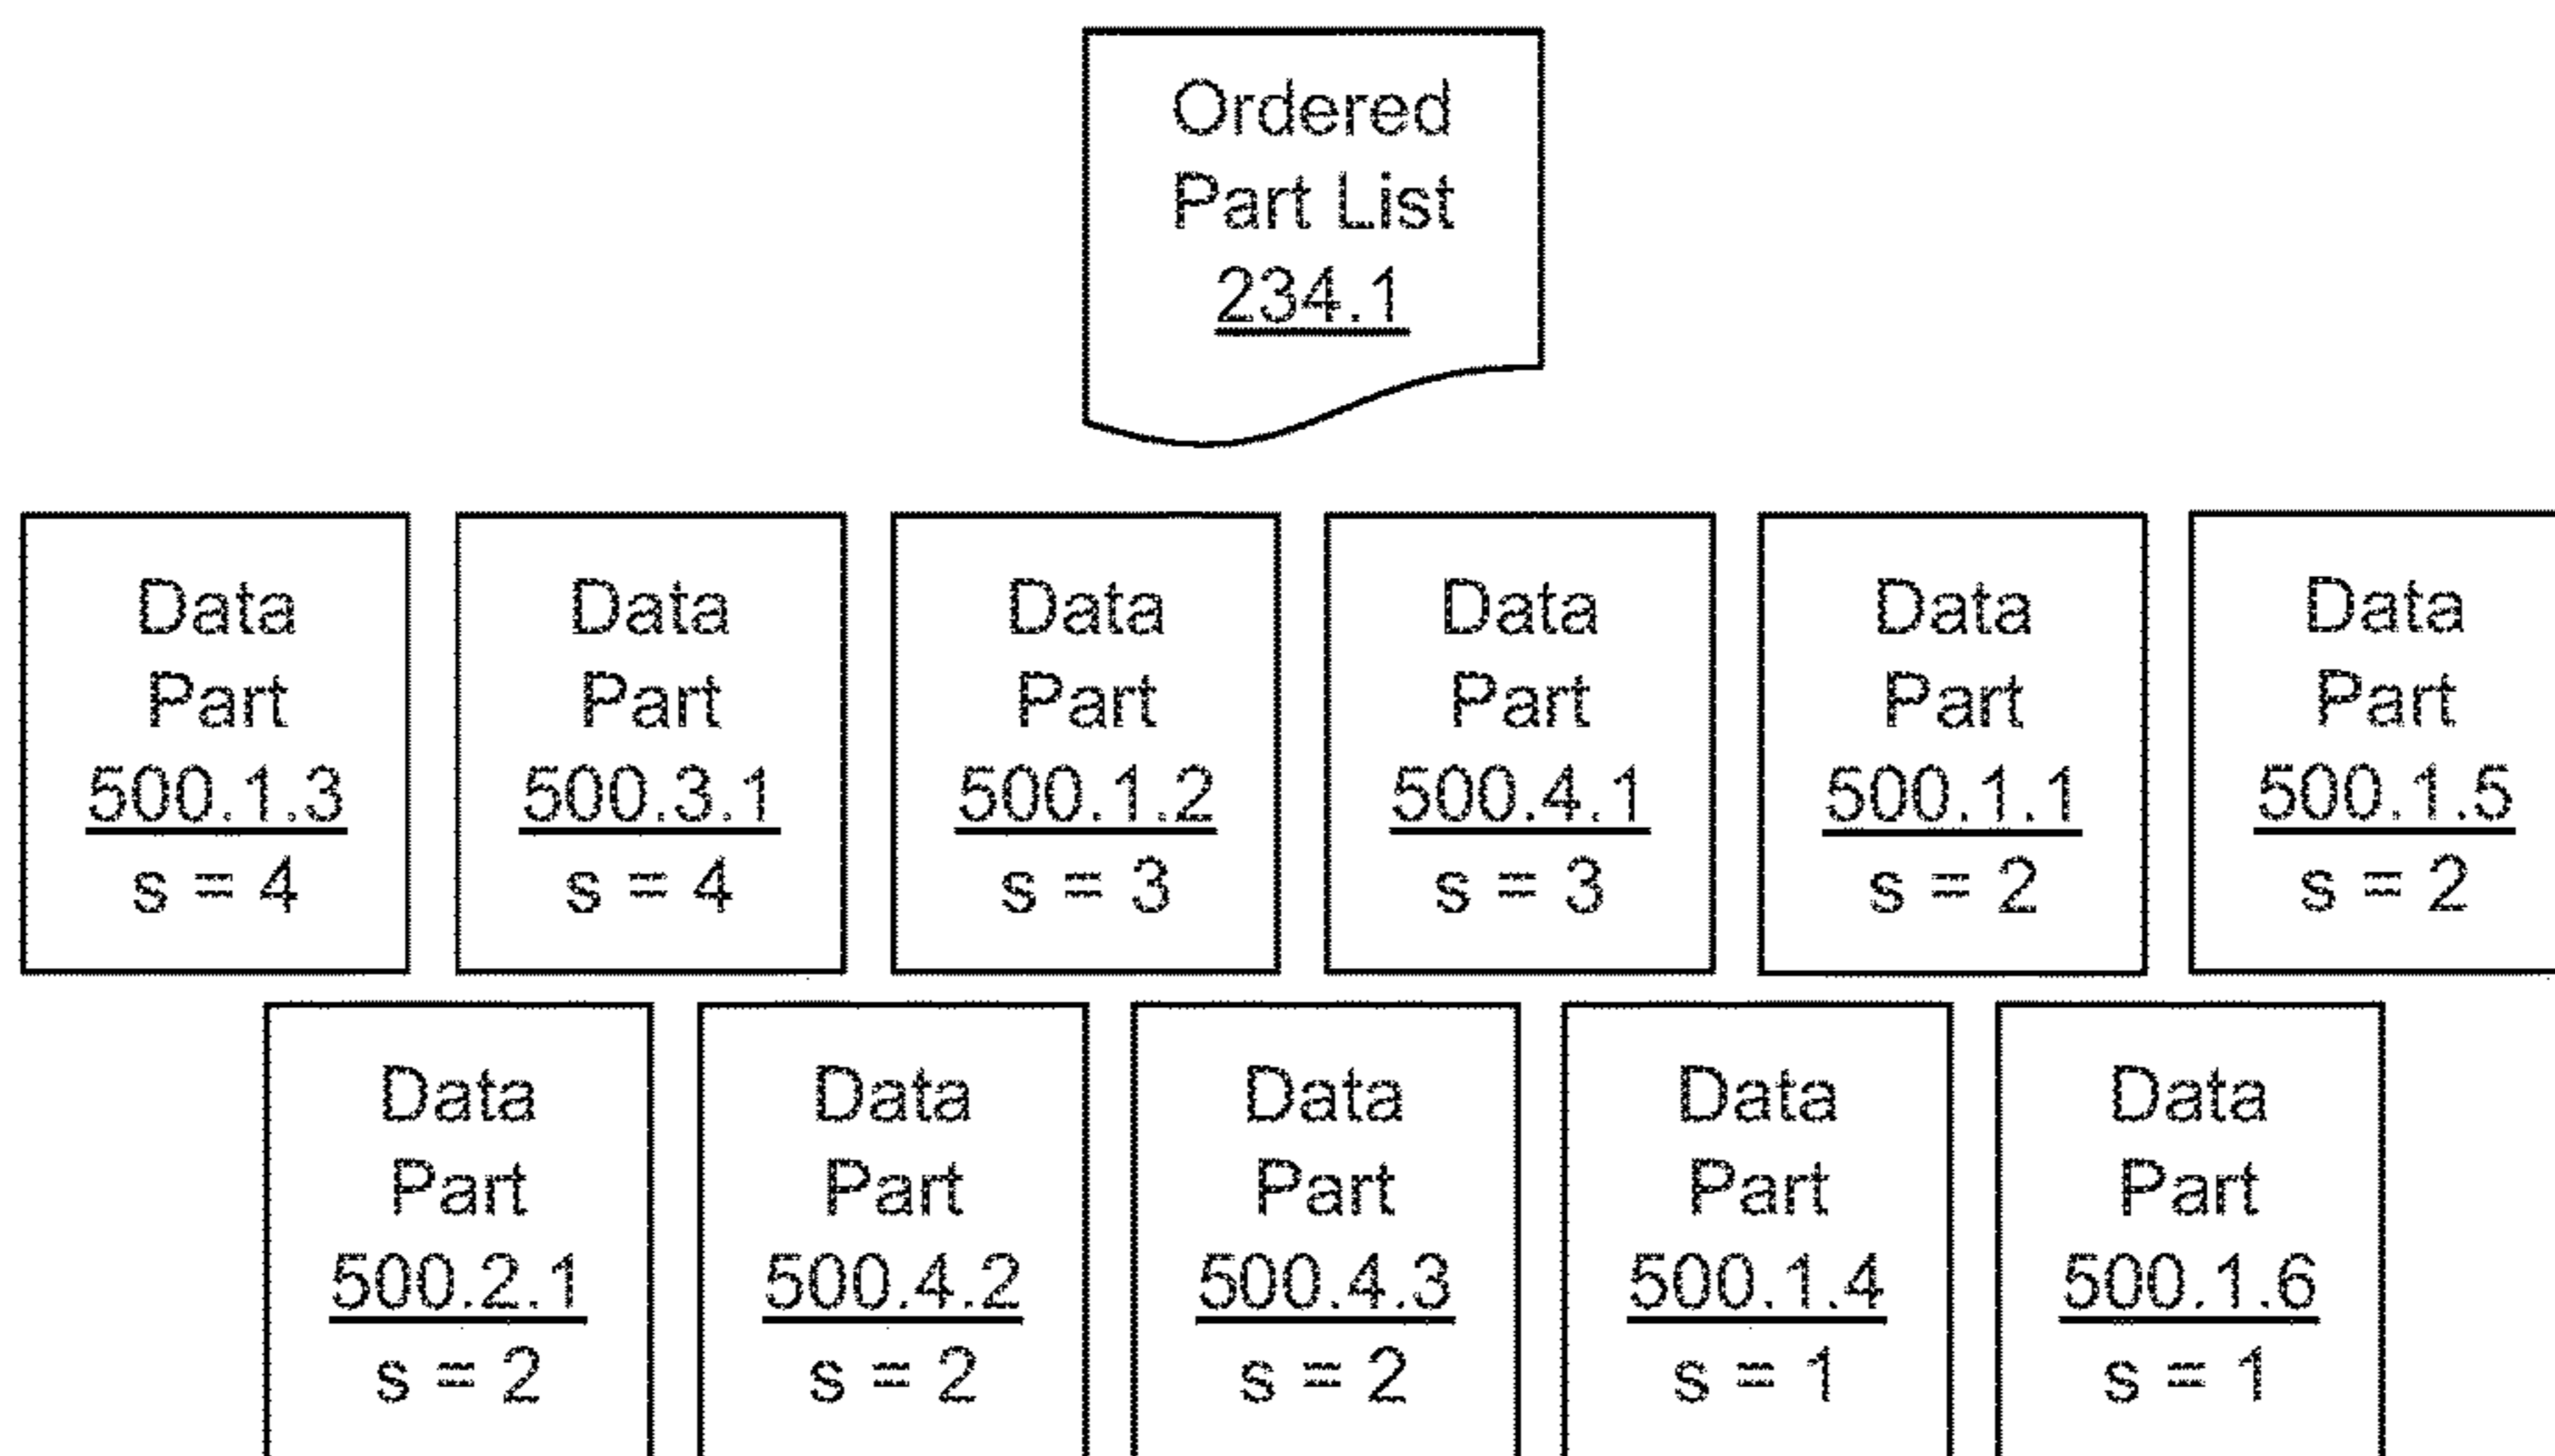 Ordered
Part List
234.1
Data
Part
500.1.3
s = 4
Data
Part
500.3.1
s = 4
Data
Part
500.1.2
s = 3
Data
Part
500.4.1
s = 3
Data
Part
500.1.1
s = 2
Data
Part
500.1.5
s = 2
Data
Part
500.2.1
s = 2
Data
Part
500.4.2
s = 2
Data
Part
500.4.3
s = 2
Data
Part
500.1.4
s = 1
Data
Part
500.1.6
s = 1